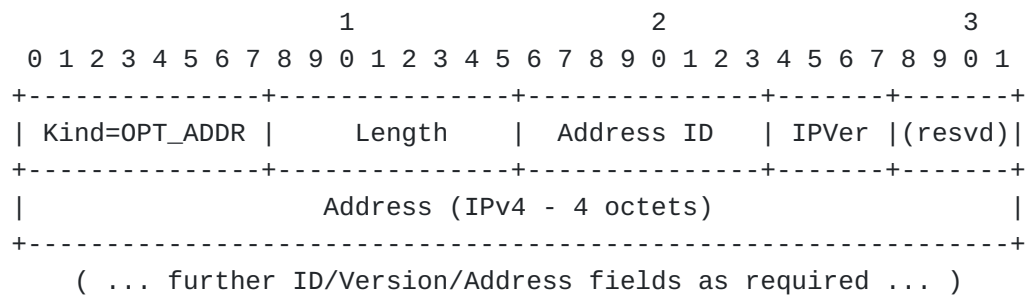 1                   2                   3
 0 1 2 3 4 5 6 7 8 9 0 1 2 3 4 5 6 7 8 9 0 1 2 3 4 5 6 7 8 9 0 1
+---------------+---------------+---------------+-------+-------+
| Kind=OPT_ADDR |     Length    |  Address ID   | IPVer |(resvd)|
+---------------+---------------+---------------+-------+-------+
|                   Address (IPv4 - 4 octets)                   |
+---------------------------------------------------------------+
    ( ... further ID/Version/Address fields as required ... )